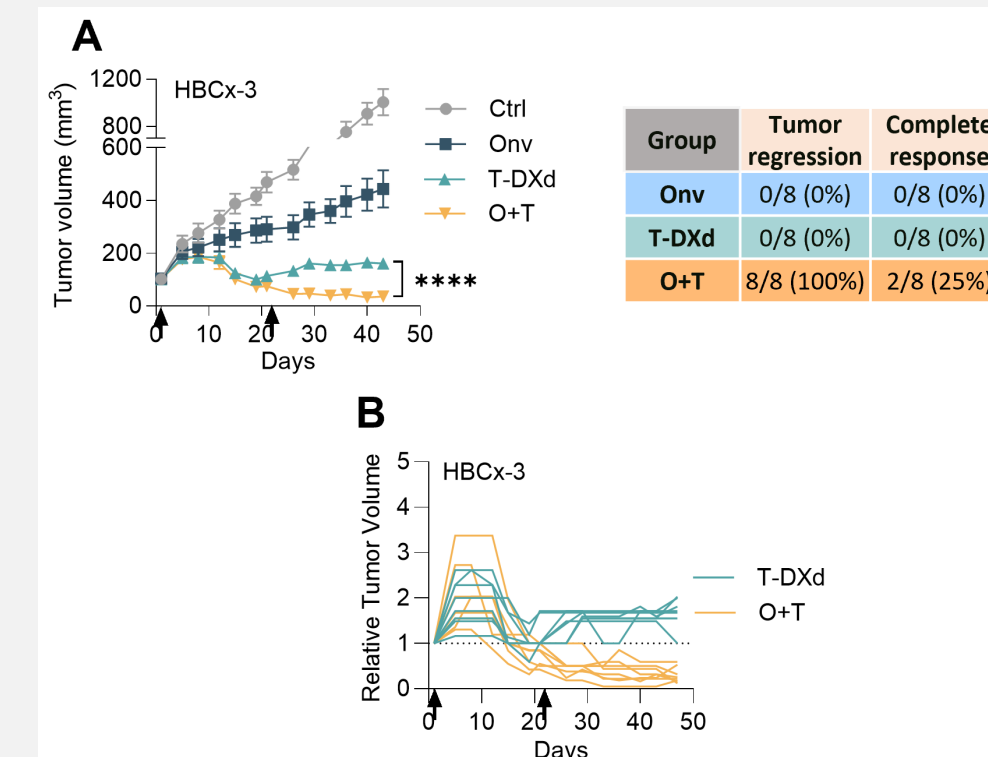 A
HBCx-3
Tumor volume (mm³)
1200
800
600
400
200
0
0 10 20 30 40 50
Days
Ctrl
Onv
T-DXd
O+T
****
Group Tumor regression Complete response
Onv 0/8 (0%) 0/8 (0%)
T-DXd 0/8 (0%) 0/8 (0%)
O+T 8/8 (100%) 2/8 (25%)
B
HBCx-3
Relative Tumor Volume
5
4
3
2
1
0
0 10 20 30 40 50
Days
T-DXd
O+T